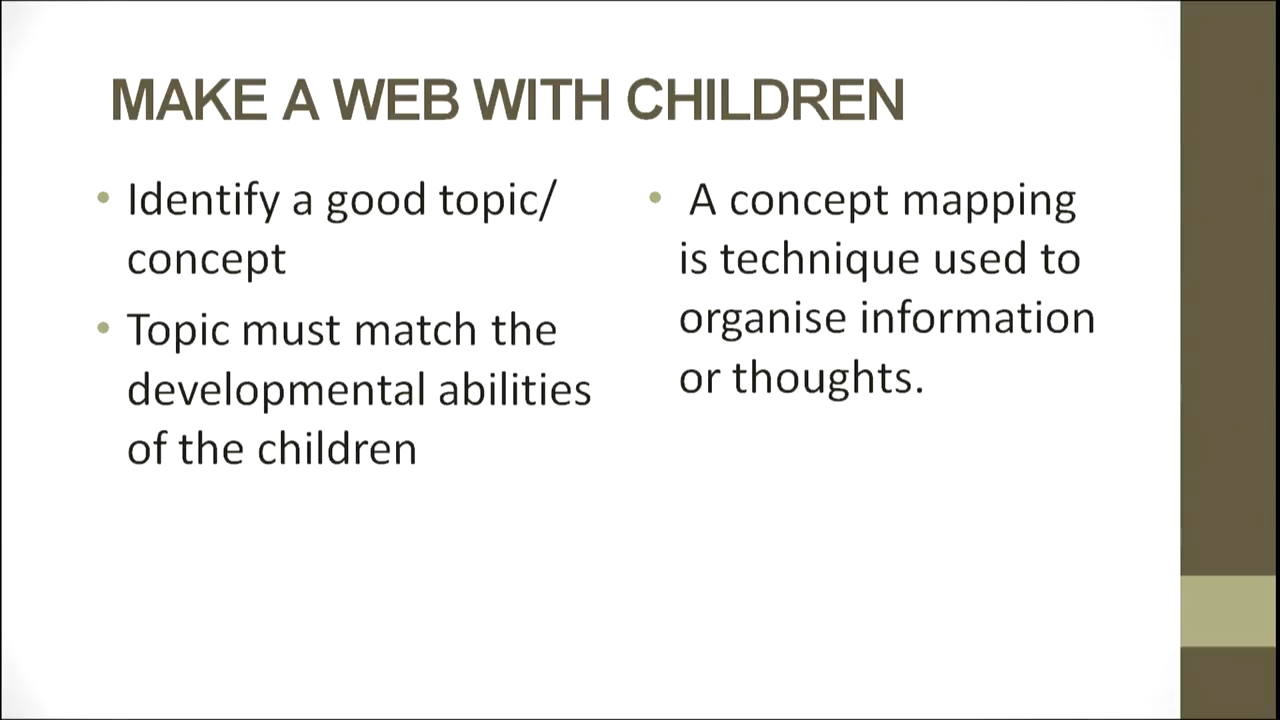 MAKE A WEB WITH CHILDREN
• Identify a good topic/
concept
• Topic must match the
developmental abilities
of the children
• A concept mapping
is technique used to
organise information
or thoughts.